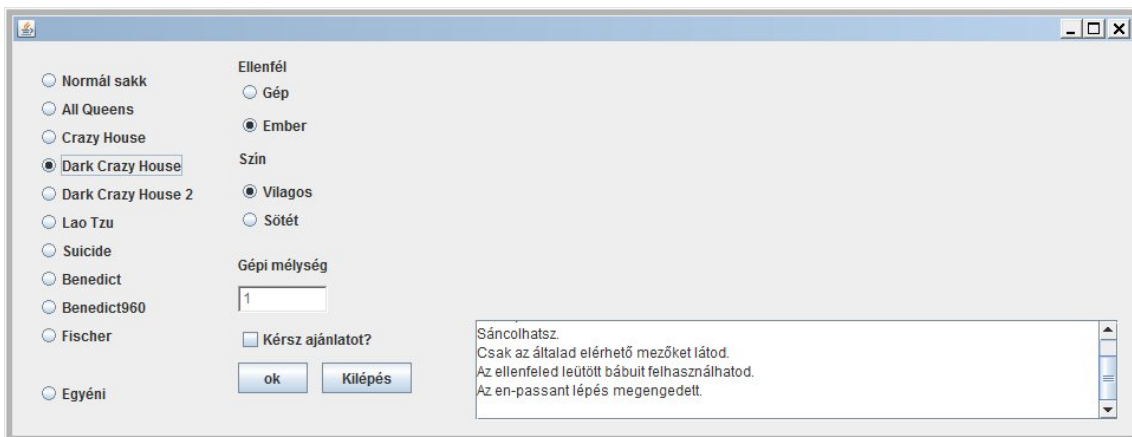 Normál sakk
All Queens
Crazy House
Dark Crazy House
Dark Crazy House 2
Lao Tzu
Suicide
Benedict
Benedict960
Fischer
Egyéni
Ellenfél
Gép
Ember
Szín
Vilagos
Sötét
Gépi mélység
1
Kérsz ajánlatot?
ok
Kilépés
Sáncolhatsz.
Csak az általad elérhető mezőket látod.
Az ellenfeled leütött bábuit felhasználhatod.
Az en-passant lépés megengedett.